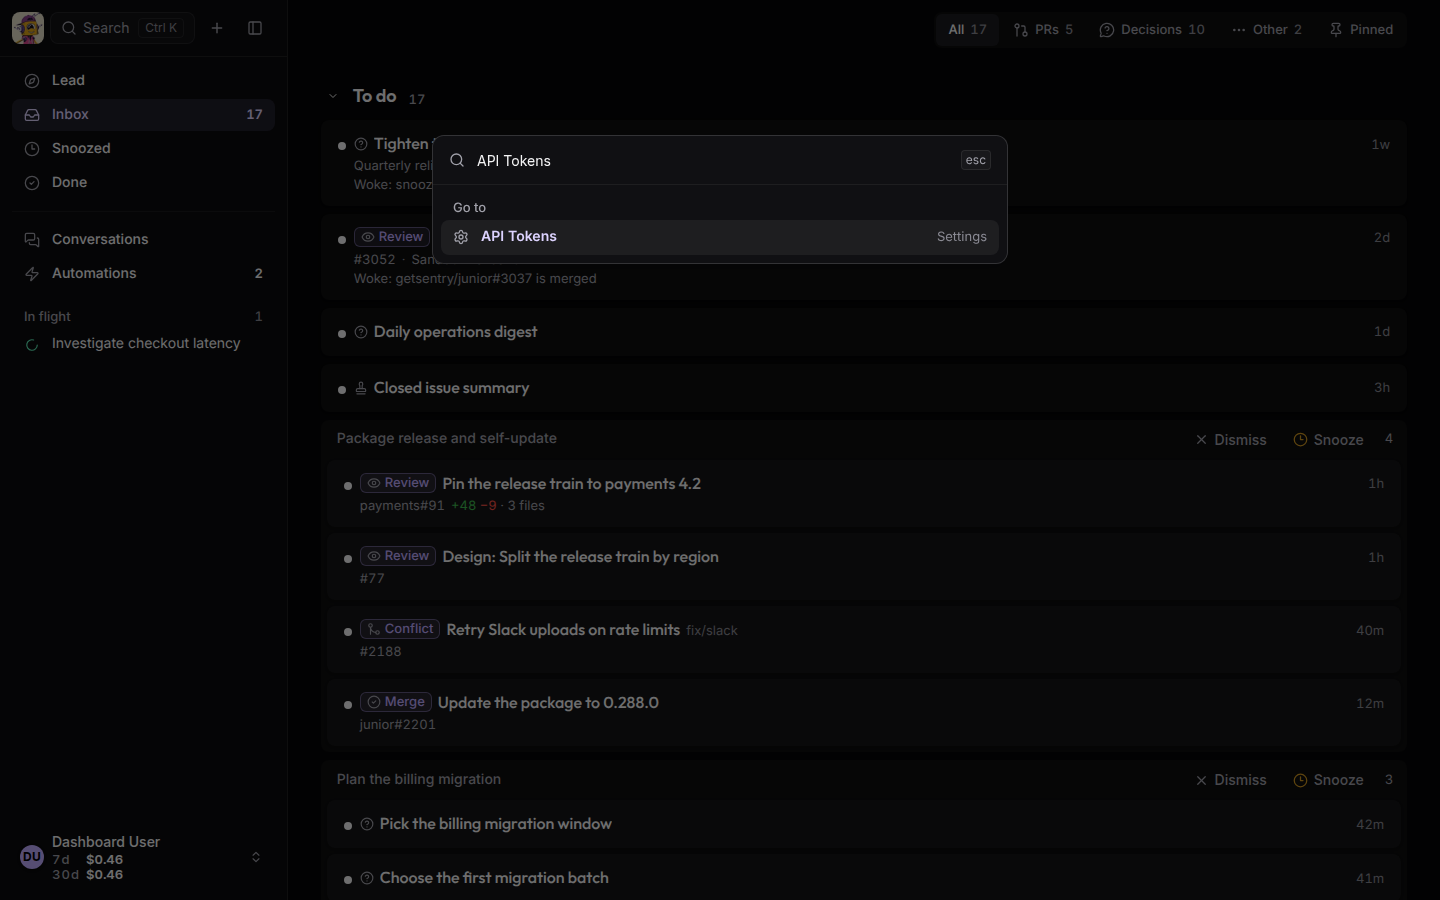 Search Ctrl K
Lead
Inbox 17
Snoozed
Done
Conversations
Automations 2
In flight 1
Investigate checkout latency
Dashboard User
DU
7d $0.46
30d $0.46
All 17 PRs 5 Decisions 10 Other 2 Pinned
To do 17
API Tokens esc
Go to
API Tokens Settings
Tighten 1w
Quarterly
Woke:
Review 2d
#3052 ·
Woke: getsentry/junior#3037 is merged
Daily operations digest 1d
Closed issue summary 3h
Package release and self-update Dismiss Snooze 4
Review Pin the release train to payments 4.2 1h
payments#91 +48 −9 · 3 files
Review Design: Split the release train by region 1h
#77
Conflict Retry Slack uploads on rate limits fix/slack 40m
#2188
Merge Update the package to 0.288.0 12m
junior#2201
Plan the billing migration Dismiss Snooze 3
Pick the billing migration window 42m
Choose the first migration batch 41m